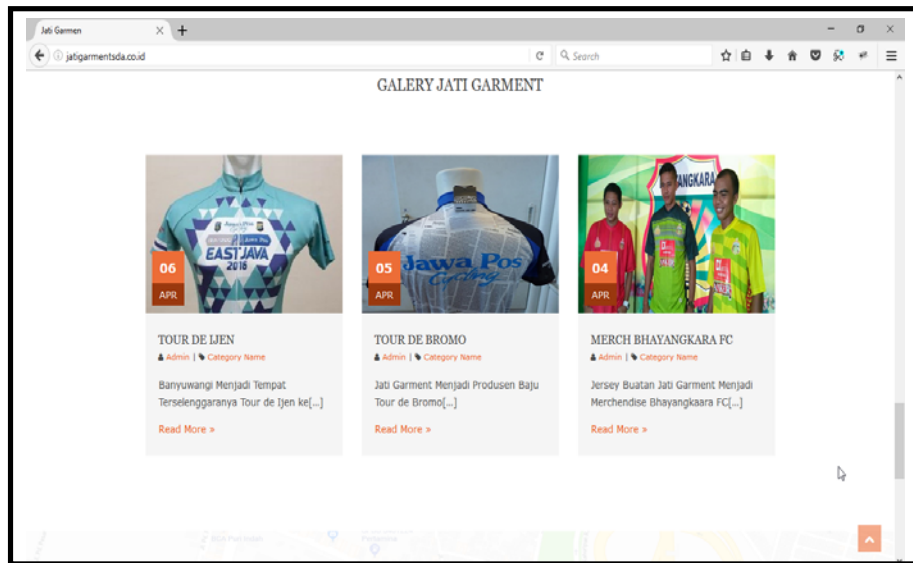 Jati Garmen
jatigarmentsda.co.id
Search
GALERY JATI GARMENT
EAST JAVA
2016
06
APR
TOUR DE IJEN
Admin | Category Name
Banyuwangi Menjadi Tempat
Terselenggaranya Tour de Ijen ke[...]
Read More »
Jawa Pos
Cycling
05
APR
TOUR DE BROMO
Admin | Category Name
Jati Garment Menjadi Produsen Baju
Tour de Bromo[...]
Read More »
ANGKARA
04
APR
MERCH BHAYANGKARA FC
Admin | Category Name
Jersey Buatan Jati Garment Menjadi
Merchendise Bhayangkaara FC[...]
Read More »